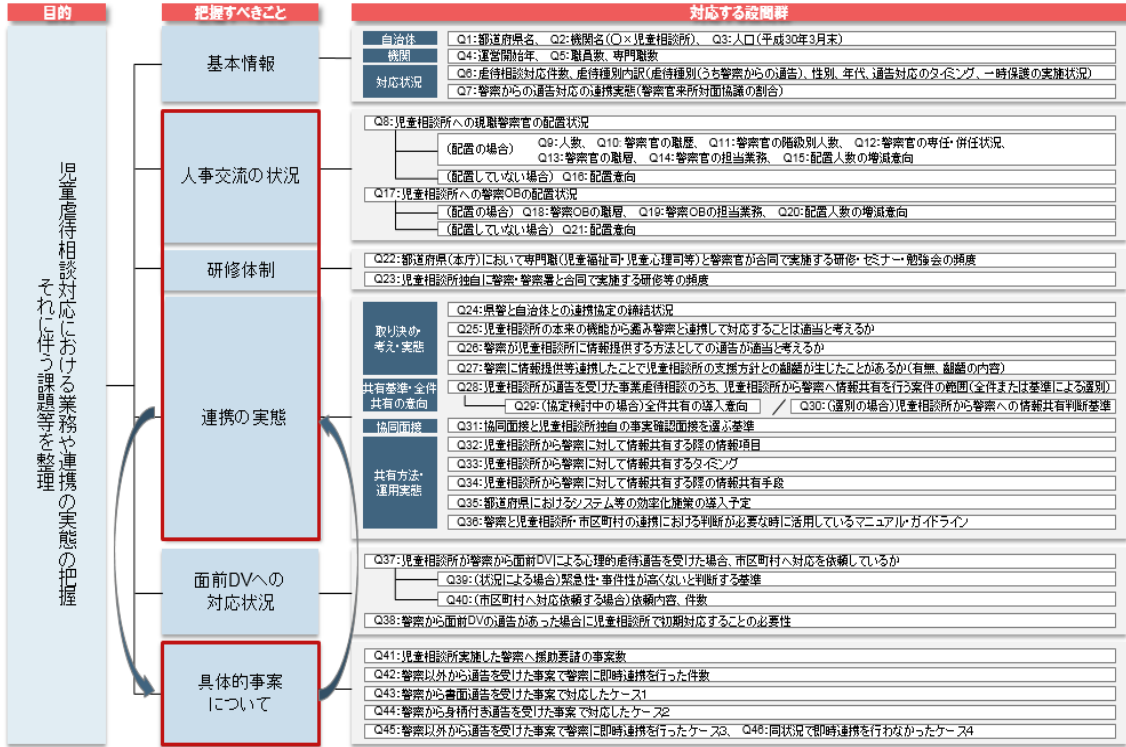 目的
把握すべきこと
対応する設問群
児童虐待相談対応における業務や連携の実態の把握
それに伴う課題等を整理
基本情報
自治体
Q1:都道府県名、 Q2:機関名(〇×児童相談所)、 Q3:人口(平成30年3月末)
機関
Q4:運営開始年、 Q5:職員数、専門職数
対応状況
Q6:虐待相談対応件数、虐待種別内訳(虐待種別(うち警察からの通告)、性別、年代、通告対応のタイミング、一時保護の実施状況)
Q7:警察からの通告対応の連携実態(警察官来所対面協議の割合)
人事交流の状況
Q8:児童相談所への現職警察官の配置状況
(配置の場合) Q9:人数、 Q10:警察官の職歴、 Q11:警察官の階級別人数、 Q12:警察官の専任・併任状況、
Q13:警察官の職層、 Q14:警察官の担当業務、 Q15:配置人数の増減意向
(配置していない場合) Q16:配置意向
Q17:児童相談所への警察OBの配置状況
(配置の場合) Q18:警察OBの職層、 Q19:警察OBの担当業務、 Q20:配置人数の増減意向
(配置していない場合) Q21:配置意向
研修体制
Q22:都道府県(本庁)において専門職(児童福祉司・児童心理司等)と警察官が合同で実施する研修・セミナー・勉強会の頻度
Q23:児童相談所独自に警察・警察署と合同で実施する研修等の頻度
連携の実態
取り決め・
考え・実態
Q24:県警と自治体との連携協定の締結状況
Q25:児童相談所の本来の機能から鑑み警察と連携して対応することは適当と考えるか
Q26:警察が児童相談所に情報提供する方法としての通告が適当と考えるか
Q27:警察に情報提供等連携したことで児童相談所の支援方針との齟齬が生じたことがあるか(有無、齟齬の内容)
共有基準・全件
共有の意向
Q28:児童相談所が通告を受けた事業虐待相談のうち、児童相談所から警察へ情報共有を行う案件の範囲(全件または基準による選別)
Q29:(協定検討中の場合)全件共有の導入意向 / Q30:(選別の場合)児童相談所から警察への情報共有判断基準
協同面接
Q31:協同面接と児童相談所独自の事実確認面接を選ぶ基準
共有方法・
運用実態
Q32:児童相談所から警察に対して情報共有する際の情報項目
Q33:児童相談所から警察に対して情報共有するタイミング
Q34:児童相談所から警察に対して情報共有する際の情報共有手段
Q35:都道府県におけるシステム等の効率化施策の導入予定
Q36:警察と児童相談所・市区町村の連携における判断が必要な時に活用しているマニュアル・ガイドライン
面前DVへの
対応状況
Q37:児童相談所が警察から面前DVによる心理的虐待通告を受けた場合、市区町村へ対応を依頼しているか
Q39:(状況による場合)緊急性・事件性が高くないと判断する基準
Q40:(市区町村へ対応依頼する場合)依頼内容、件数
Q38:警察から面前DVの通告があった場合に児童相談所で初期対応することの必要性
具体的事案
について
Q41:児童相談所実施した警察へ援助要請の事案数
Q42:警察以外から通告を受けた事案で警察に即時連携を行った件数
Q43:警察から書面通告を受けた事案で対応したケース1
Q44:警察から身柄付き通告を受けた事案で対応したケース2
Q45:警察以外から通告を受けた事案で警察に即時連携を行ったケース3、 Q46:同状況で即時連携を行わなかったケース4